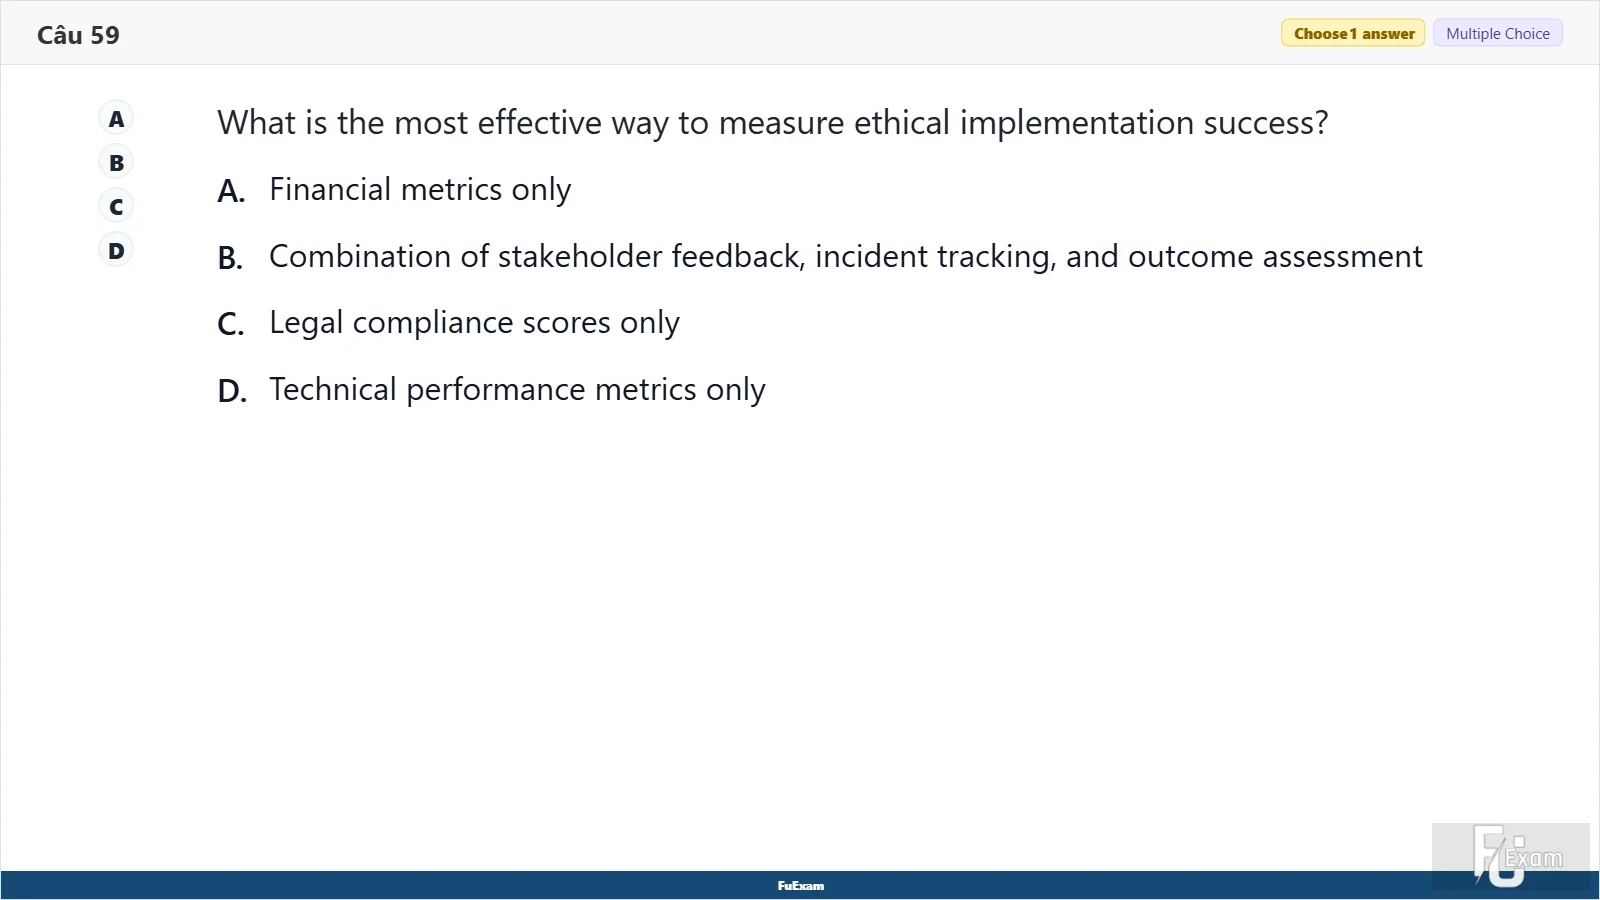 Câu 59
Choose 1 answer
Multiple Choice
A
B
C
D
What is the most effective way to measure ethical implementation success?
A. Financial metrics only
B. Combination of stakeholder feedback, incident tracking, and outcome assessment
C. Legal compliance scores only
D. Technical performance metrics only
FuExam
FU Exam